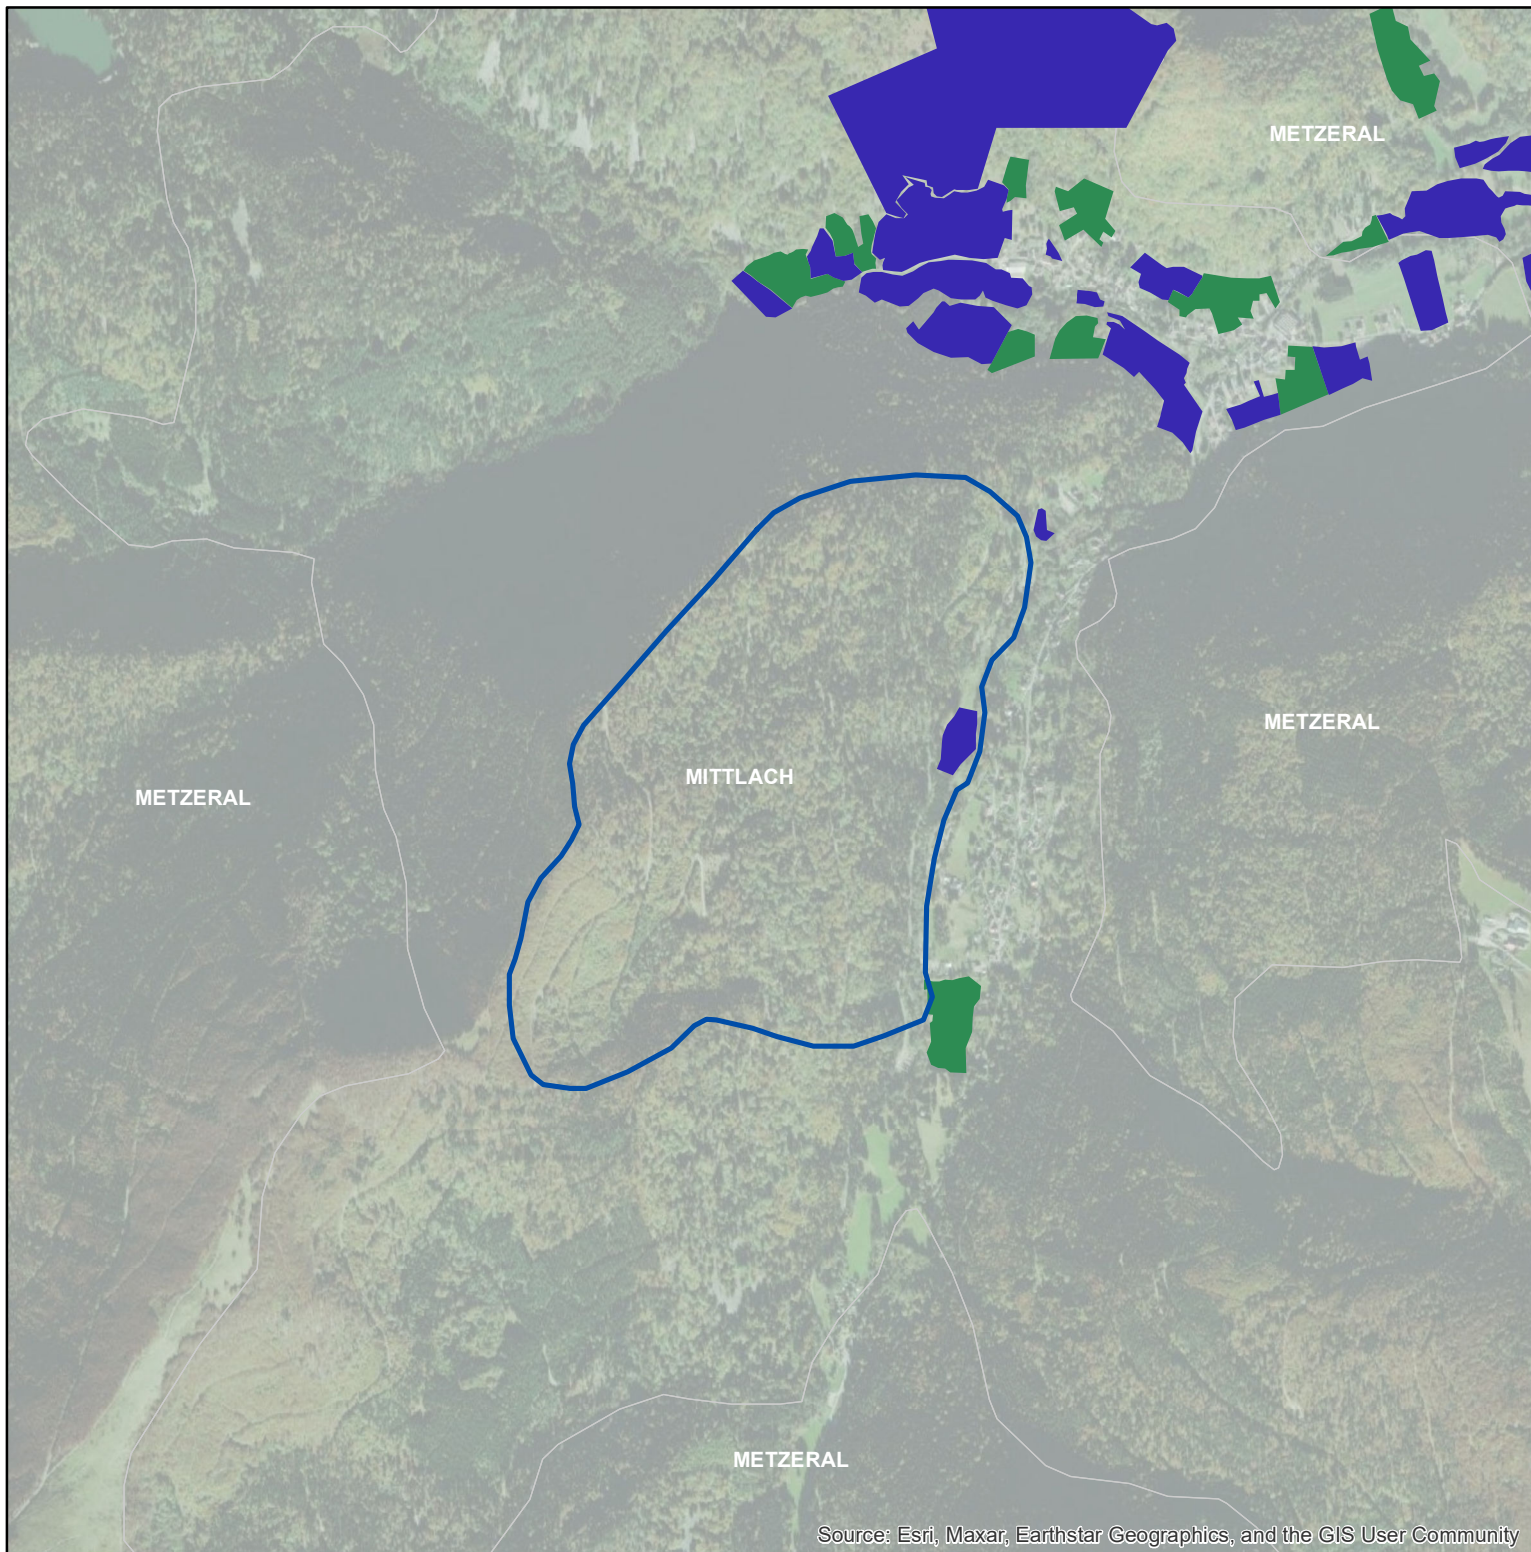 METZERAL
METZERAL
MITTLACH
METZERAL
METZERAL
Source: Esri, Maxar, Earthstar Geographics, and the GIS User Community